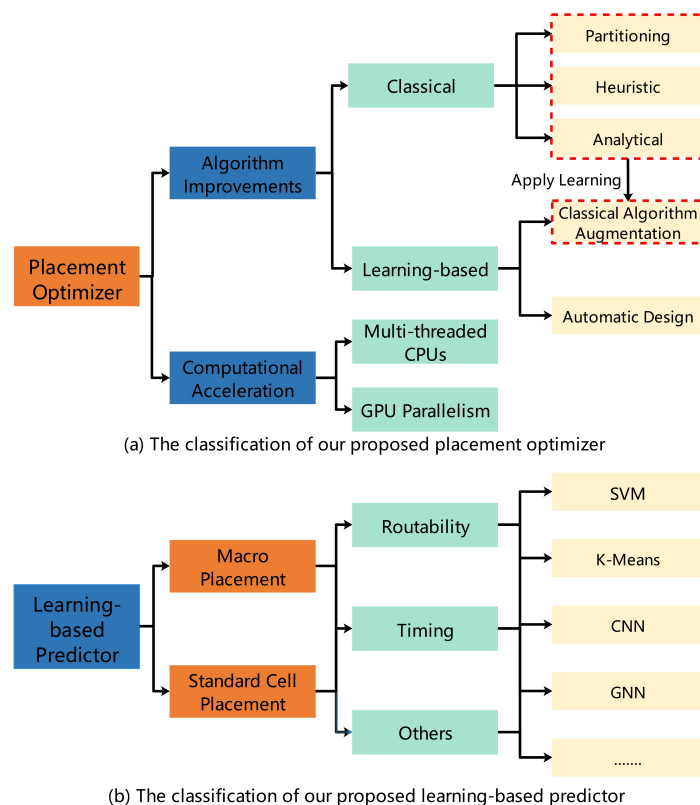 Partitioning
Classical
Heuristic
Analytical
Algorithm
Improvements
Apply Learning
Classical Algorithm
Augmentation
Placement
Optimizer
Learning-based
Automatic Design
Multi-threaded
CPUs
Computational
Acceleration
GPU Parallelism
(a) The classification of our proposed placement optimizer
SVM
Routability
Macro
Placement
K-Means
Learning-
based
Predictor
Timing
CNN
Standard Cell
Placement
GNN
Others
.......
(b) The classification of our proposed learning-based predictor